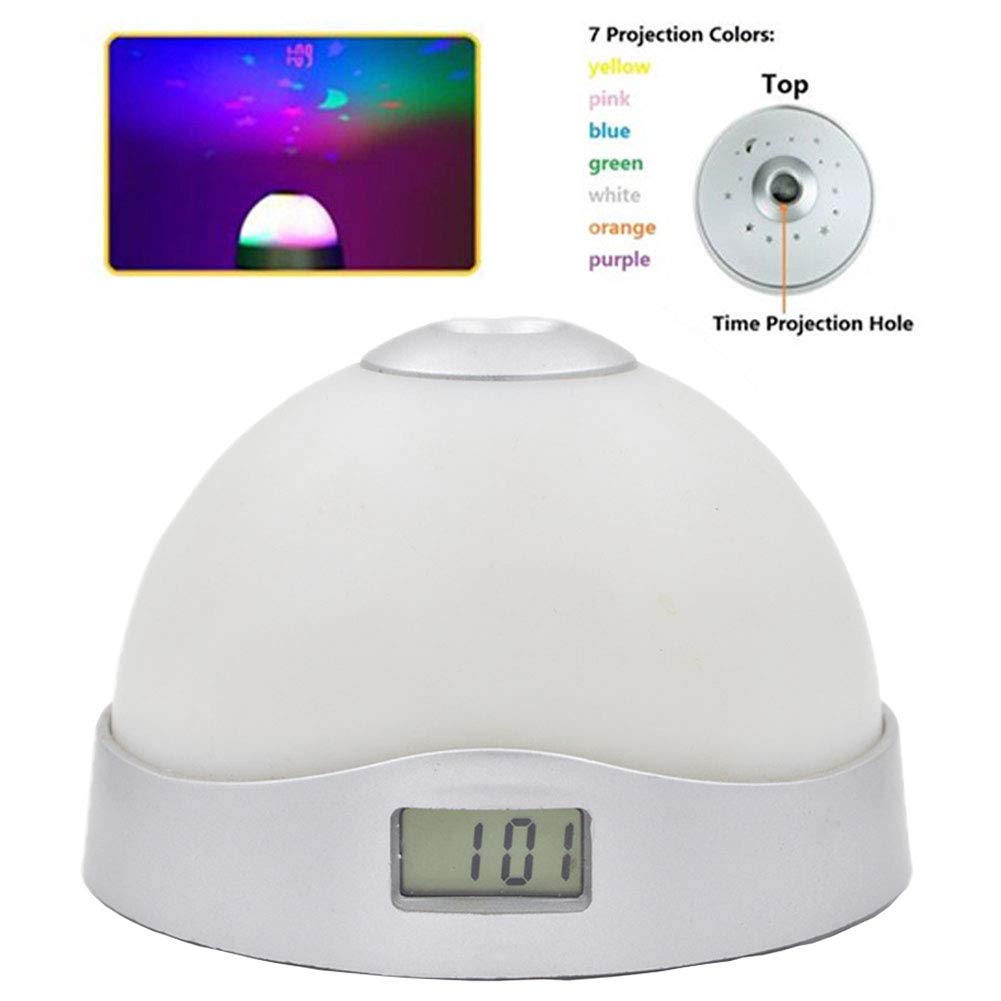 7 Projection Colors:
yellow
pink
blue
green
white
orange
purple
Top
Time Projection Hole
101